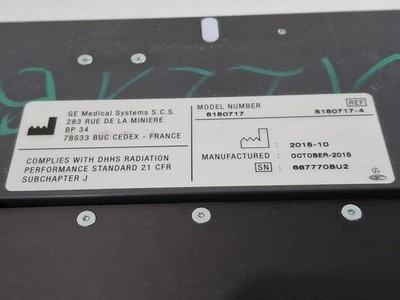 GE Medical Systems S.C.S.
283 RUE DE LA MINIERE
BP 34
78533 BUC CEDEX - FRANCE
COMPLIES WITH DHHS RADIATION
PERFORMANCE STANDARD 21 CFR
SUBCHAPTER J
MODEL NUMBER REF
5150717 5150717-4
: 2015-10
MANUFACTURED : OCTOBER-2015
SN : 687770BU2